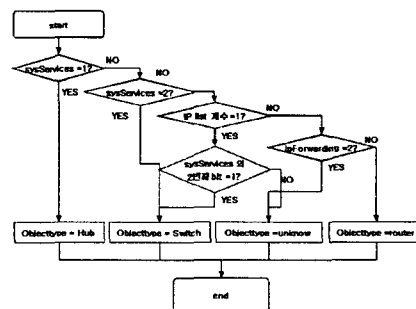 start
sysServices =1?
NO
YES
sysServices =2?
NO
YES
IP list 개수 =1?
NO
YES
ipForwarding =2?
NO
YES
sysServices 의
2번째 bit =1?
NO
YES
Objecttype = Hub
Objecttype = Switch
Objecttype =unknow
Objecttype =router
end